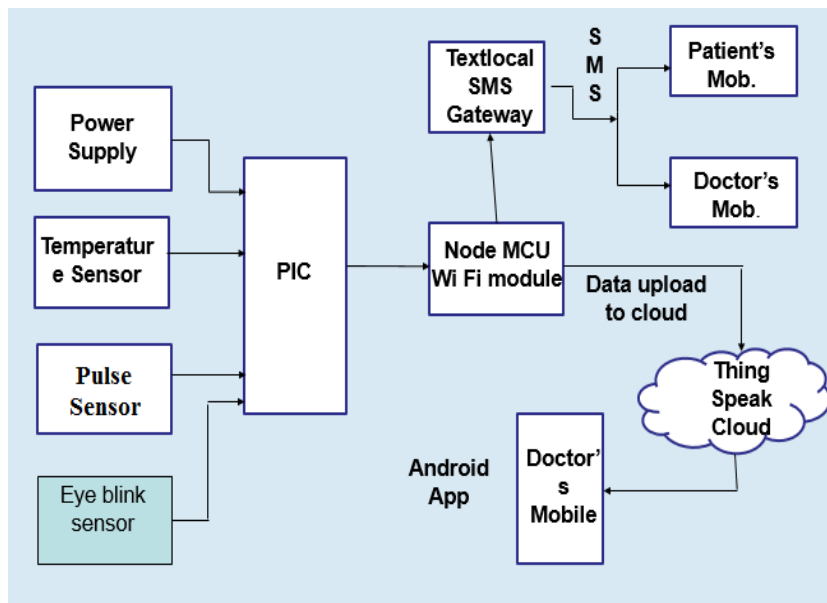 Power
Supply
Temperatur
e Sensor
Pulse
Sensor
Eye blink
sensor
PIC
Textlocal
SMS
Gateway
S
M
S
Patient's
Mob.
Doctor's
Mob.
Node MCU
Wi Fi module
Data upload
to cloud
Thing
Speak
Cloud
Android
App
Doctor'
s
Mobile